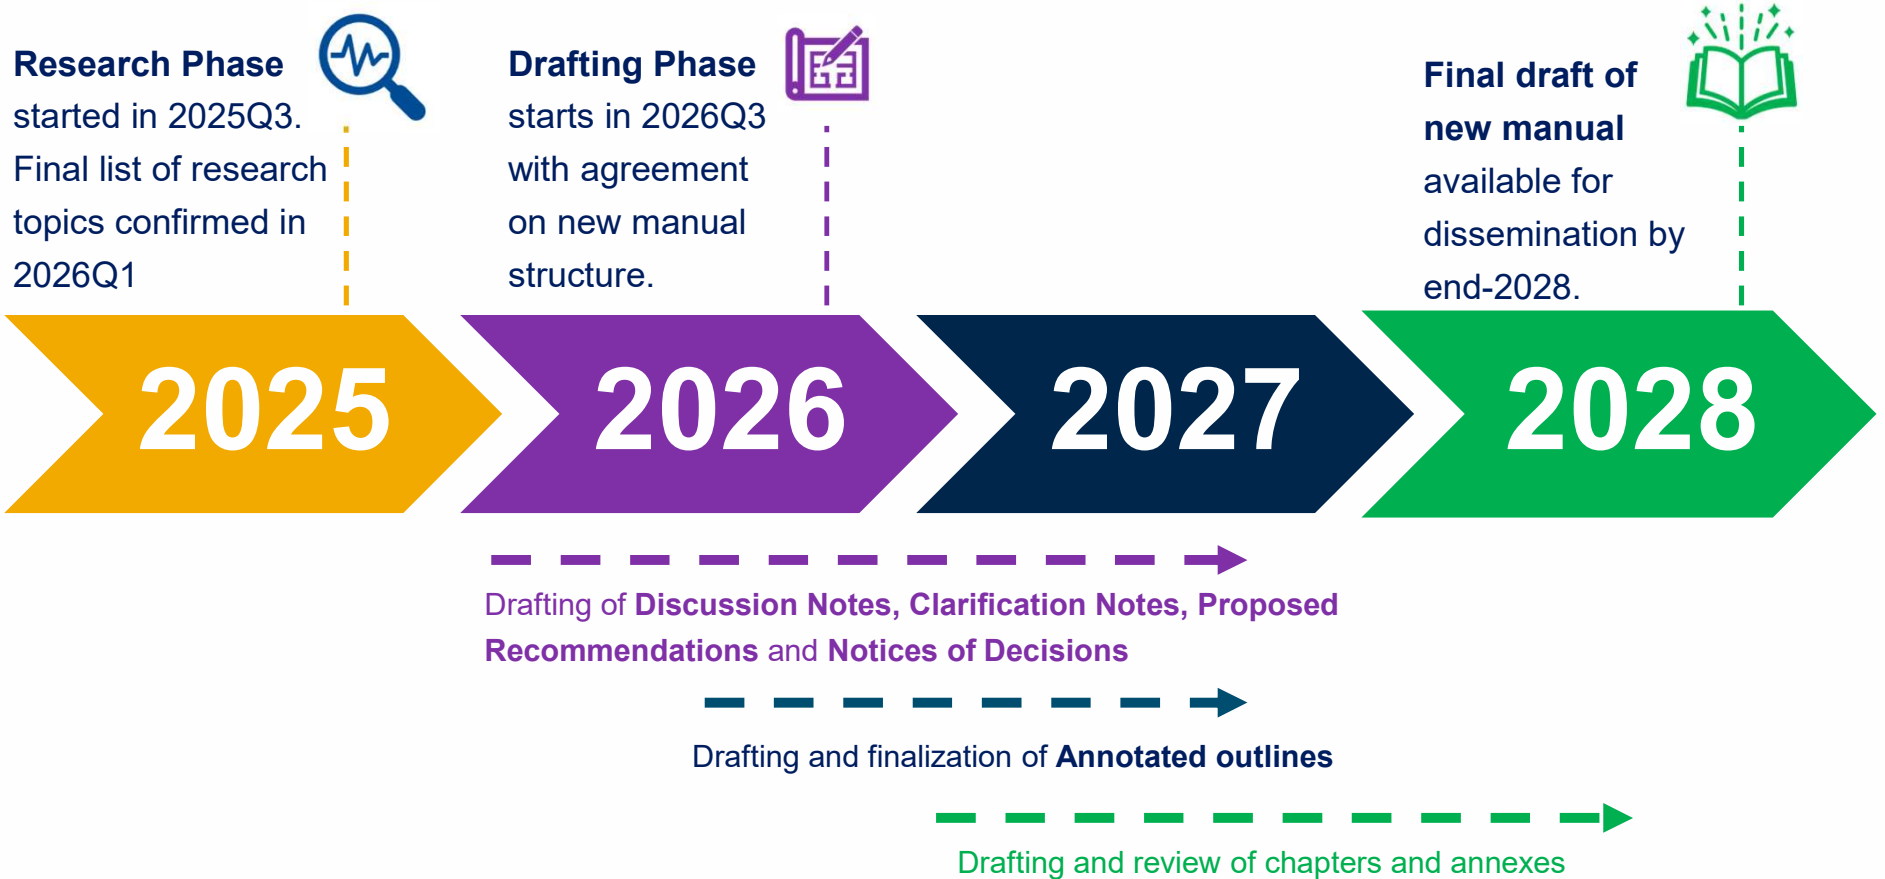 Research Phase
started in 2025Q3.
Final list of research
topics confirmed in
2026Q1
Drafting Phase
starts in 2026Q3
with agreement
on new manual
structure.
Final draft of
new manual
available for
dissemination by
end-2028.
2025
2026
2027
2028
Drafting of Discussion Notes, Clarification Notes, Proposed
Recommendations and Notices of Decisions
Drafting and finalization of Annotated outlines
Drafting and review of chapters and annexes